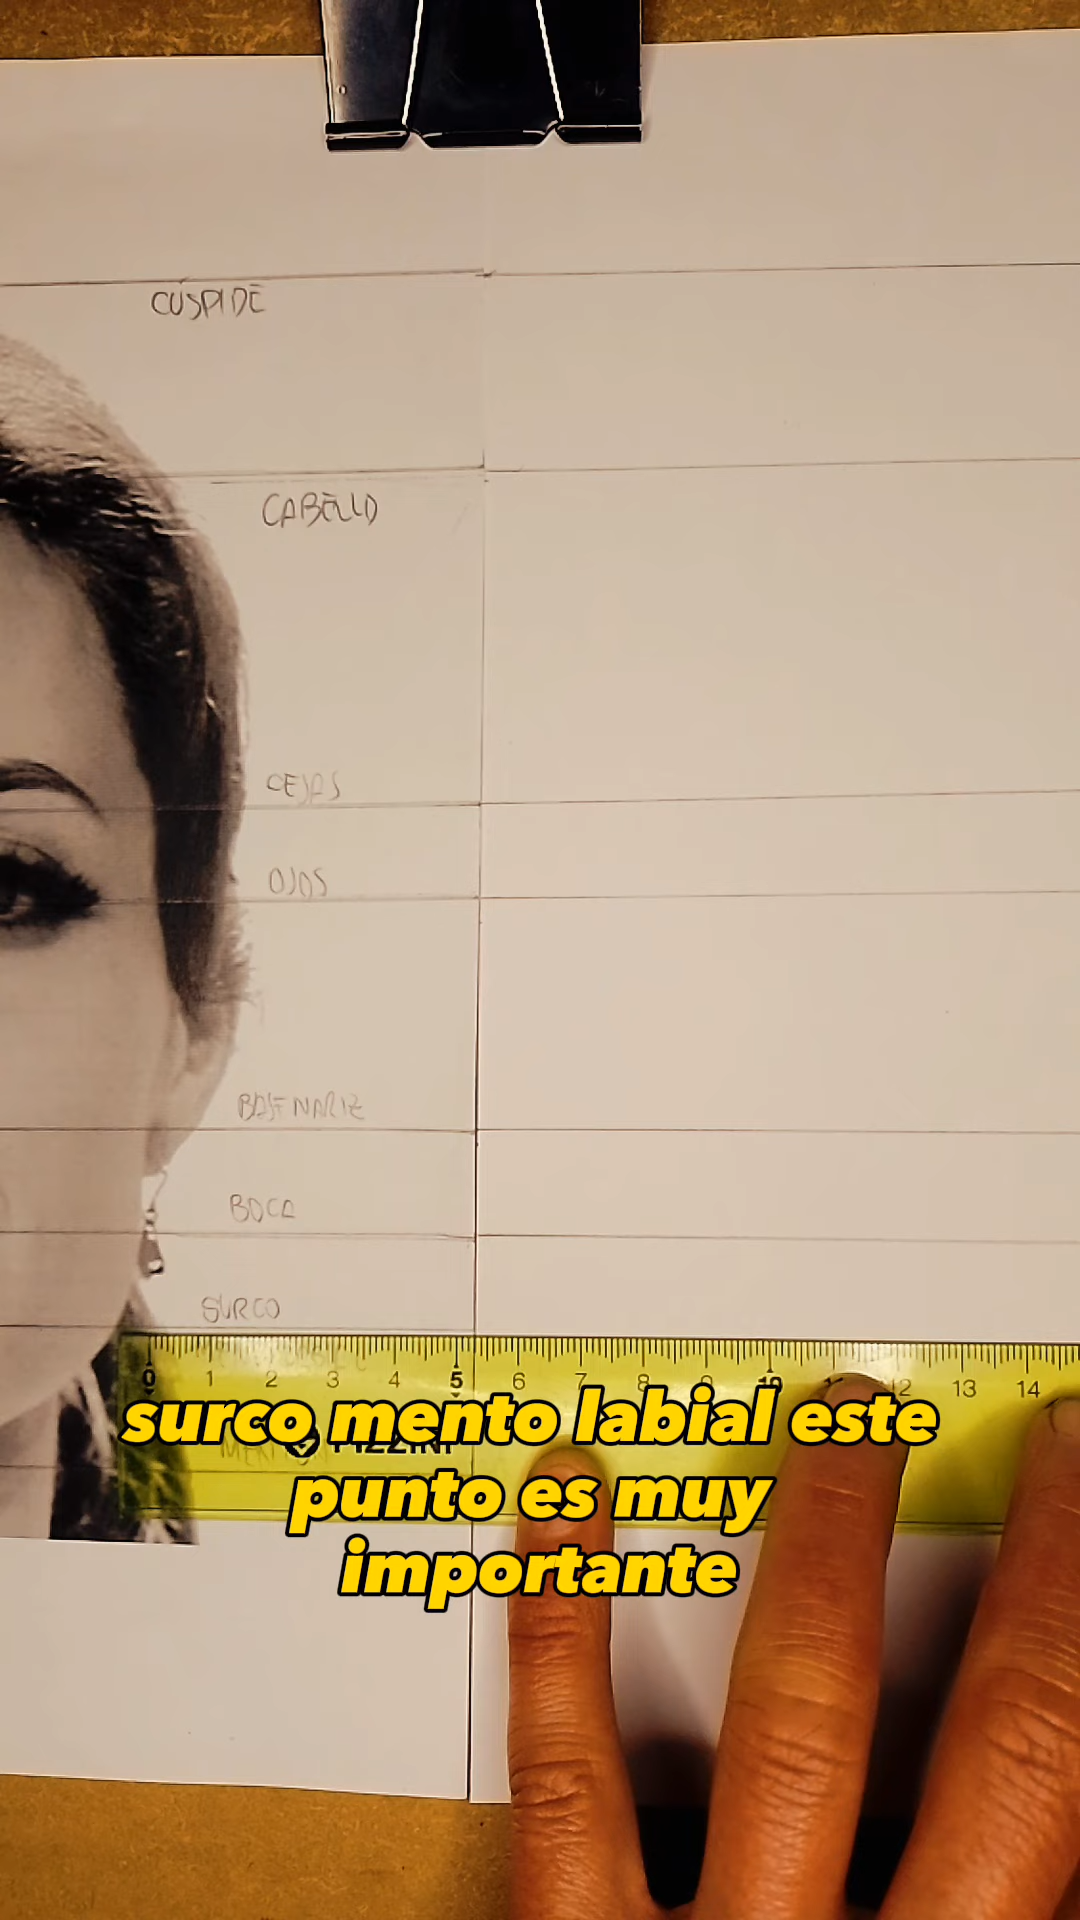 CÚSPIDE
CABELLO
CEJAS
OJOS
BASE NARIZ
BOCA
SURCO
0 1 2 3 4 5 6 7 8 9 10 11 12 13 14
PIZZINI
surco mento labial este
punto es muy
importante